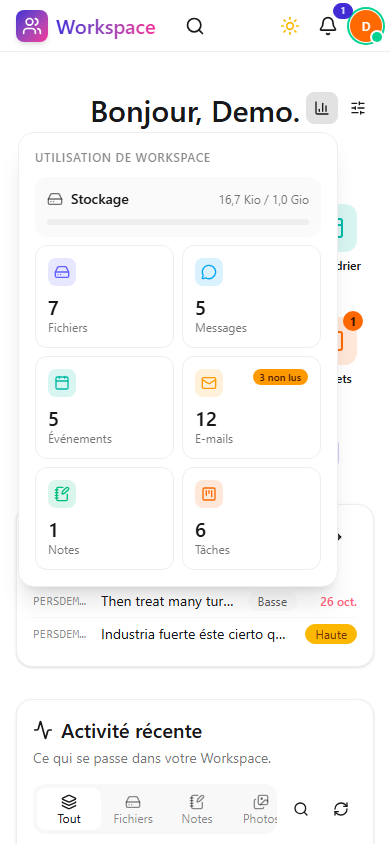 Workspace
1
D
Bonjour, Demo.
UTILISATION DE WORKSPACE
Stockage
16,7 Kio / 1,0 Gio
7
Fichiers
5
Messages
5
Événements
3 non lus
12
E-mails
1
Notes
6
Tâches
drier
1
ets
PERSDEM…
Then treat many tur...
Basse
26 oct.
PERSDEM…
Industria fuerte éste cierto q...
Haute
Activité récente
Ce qui se passe dans votre Workspace.
Tout
Fichiers
Notes
Photos